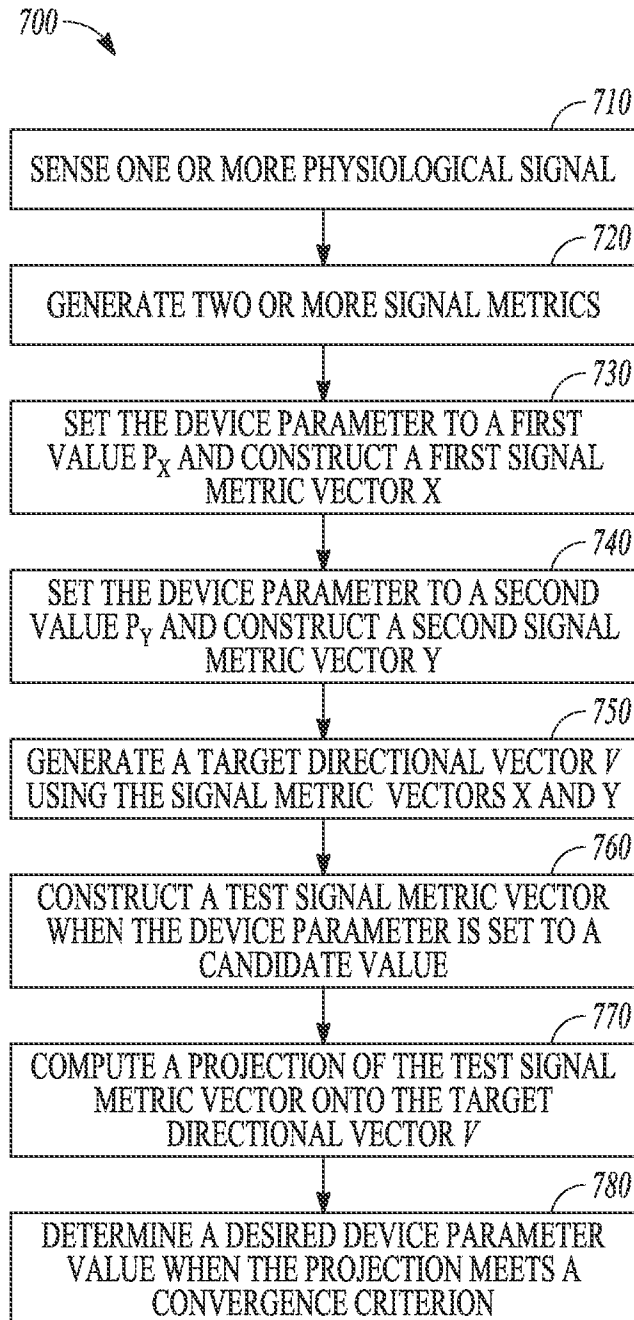 700
710
SENSE ONE OR MORE PHYSIOLOGICAL SIGNAL
720
GENERATE TWO OR MORE SIGNAL METRICS
730
SET THE DEVICE PARAMETER TO A FIRST
VALUE PX AND CONSTRUCT A FIRST SIGNAL
METRIC VECTOR X
740
SET THE DEVICE PARAMETER TO A SECOND
VALUE PY AND CONSTRUCT A SECOND SIGNAL
METRIC VECTOR Y
750
GENERATE A TARGET DIRECTIONAL VECTOR V
USING THE SIGNAL METRIC VECTORS X AND Y
760
CONSTRUCT A TEST SIGNAL METRIC VECTOR
WHEN THE DEVICE PARAMETER IS SET TO A
CANDIDATE VALUE
770
COMPUTE A PROJECTION OF THE TEST SIGNAL
METRIC VECTOR ONTO THE TARGET
DIRECTIONAL VECTOR V
780
DETERMINE A DESIRED DEVICE PARAMETER
VALUE WHEN THE PROJECTION MEETS A
CONVERGENCE CRITERION